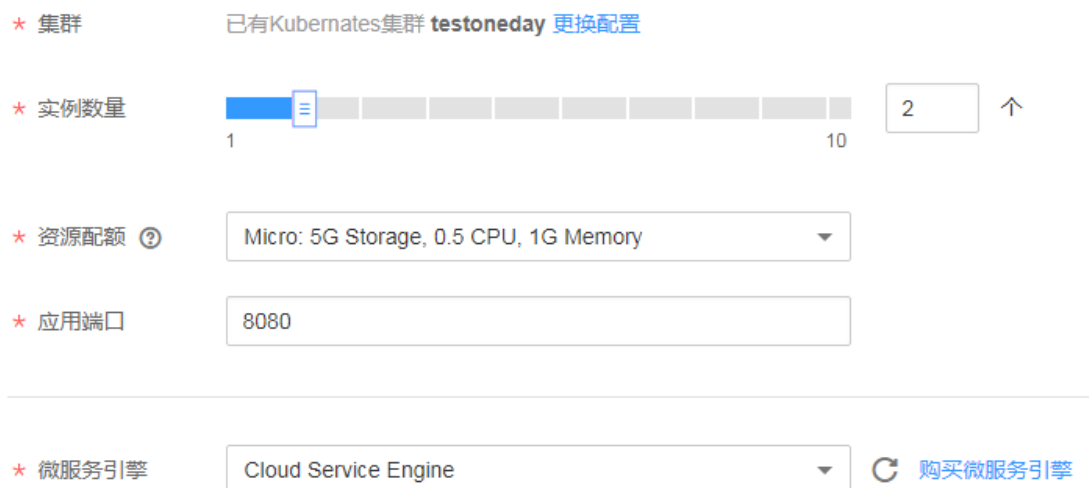 * 集群 已有Kubernates集群 testoneday 更换配置
* 实例数量 2 个
1 10
* 资源配额 ? Micro: 5G Storage, 0.5 CPU, 1G Memory
* 应用端口 8080
* 微服务引擎 Cloud Service Engine 购买微服务引擎